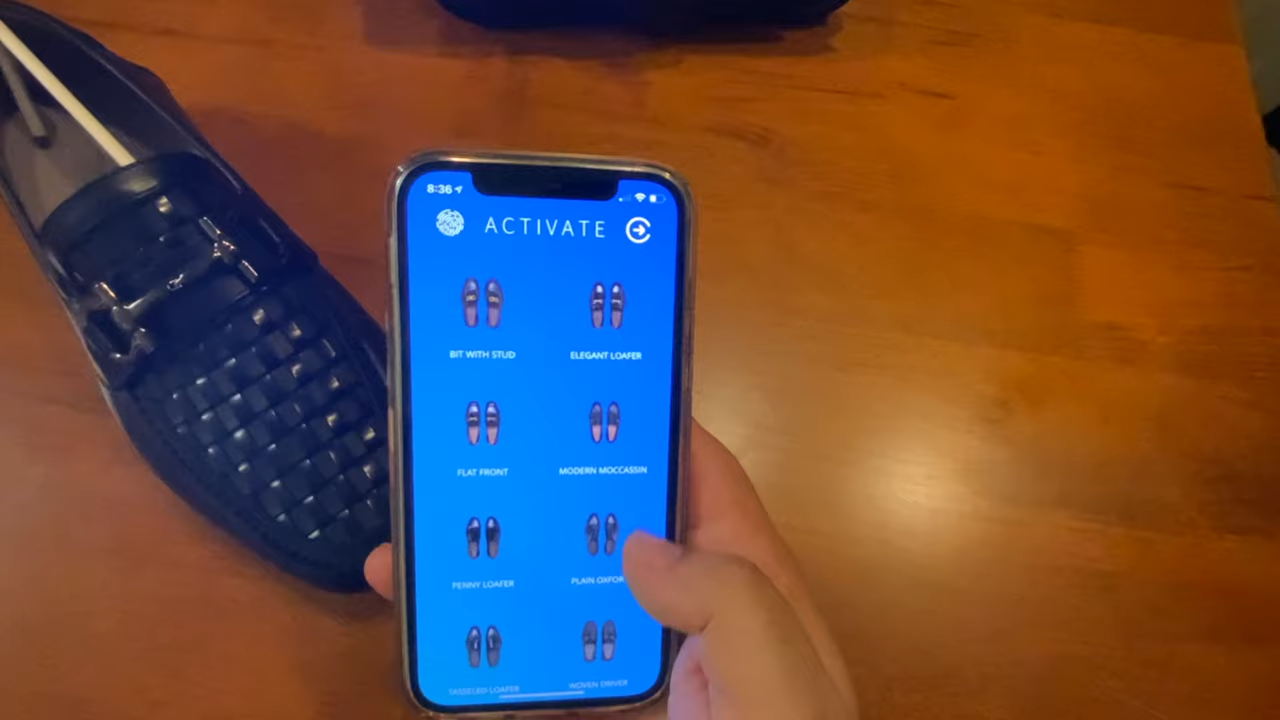 8:36
ACTIVATE
BIT WITH STUD
ELEGANT LOAFER
FLAT FRONT
MODERN MOCCASSIN
PENNY LOAFER
PLAIN OXFOR
TASSELED LOAFER
WOVEN DRIVER